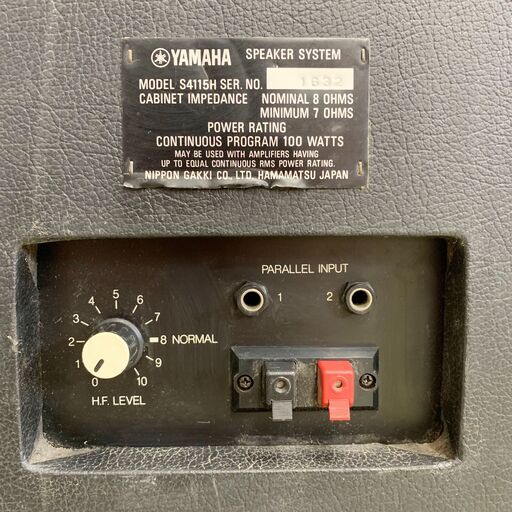 YAMAHA SPEAKER SYSTEM
MODEL S4115H SER. NO. 1632
CABINET IMPEDANCE NOMINAL 8 OHMS
MINIMUM 7 OHMS
POWER RATING
CONTINUOUS PROGRAM 100 WATTS
MAY BE USED WITH AMPLIFIERS HAVING
UP TO EQUAL CONTINUOUS RMS POWER RATING.
NIPPON GAKKI CO., LTD. HAMAMATSU JAPAN
PARALLEL INPUT
1 2
0 1 2 3 4 5 6 7 8 NORMAL 9 10
H.F. LEVEL